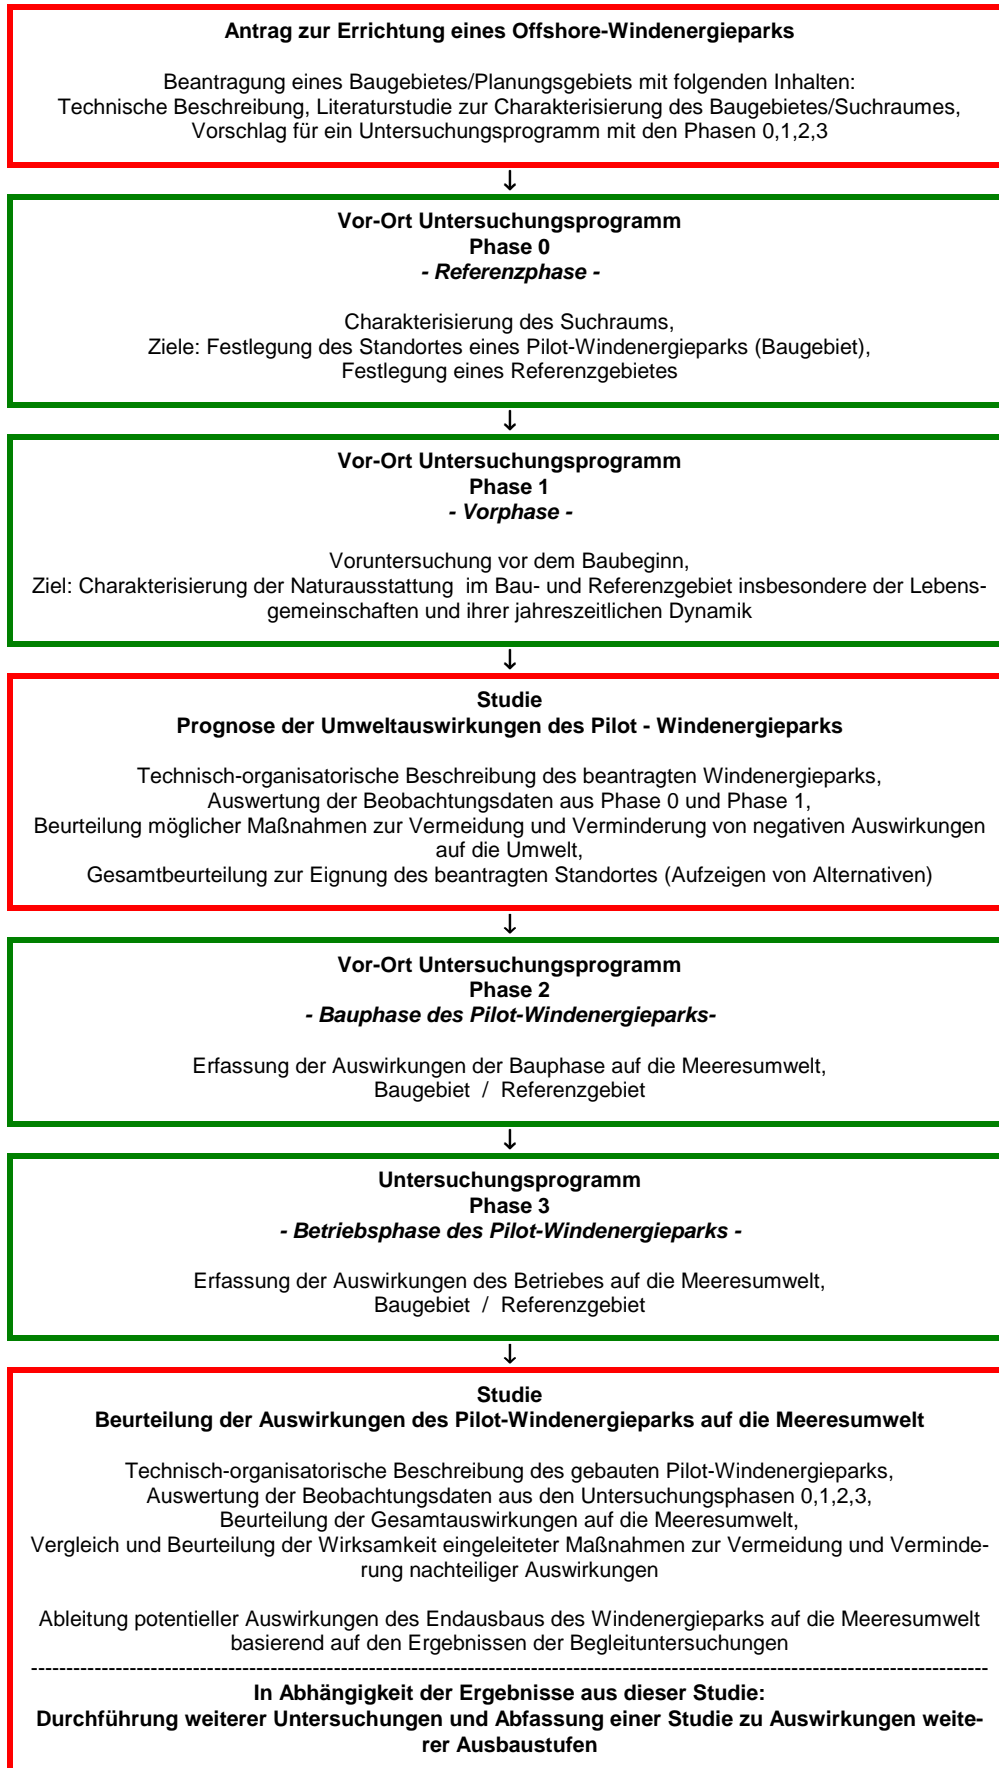 Antrag zur Errichtung eines Offshore-Windenergieparks
Beantragung eines Baugebietes/Planungsgebiets mit folgenden Inhalten:
Technische Beschreibung, Literaturstudie zur Charakterisierung des Baugebietes/Suchraumes,
Vorschlag für ein Untersuchungsprogramm mit den Phasen 0,1,2,3
↓
Vor-Ort Untersuchungsprogramm
Phase 0
- Referenzphase -
Charakterisierung des Suchraums,
Ziele: Festlegung des Standortes eines Pilot-Windenergieparks (Baugebiet),
Festlegung eines Referenzgebietes
↓
Vor-Ort Untersuchungsprogramm
Phase 1
- Vorphase -
Voruntersuchung vor dem Baubeginn,
Ziel: Charakterisierung der Naturausstattung  im Bau- und Referenzgebiet insbesondere der Lebens-
gemeinschaften und ihrer jahreszeitlichen Dynamik
↓
Studie
Prognose der Umweltauswirkungen des Pilot - Windenergieparks
Technisch-organisatorische Beschreibung des beantragten Windenergieparks,
Auswertung der Beobachtungsdaten aus Phase 0 und Phase 1,
Beurteilung möglicher Maßnahmen zur Vermeidung und Verminderung von negativen Auswirkungen
auf die Umwelt,
Gesamtbeurteilung zur Eignung des beantragten Standortes (Aufzeigen von Alternativen)
↓
Vor-Ort Untersuchungsprogramm
Phase 2
- Bauphase des Pilot-Windenergieparks-
Erfassung der Auswirkungen der Bauphase auf die Meeresumwelt,
Baugebiet  /  Referenzgebiet
↓
Untersuchungsprogramm
Phase 3
- Betriebsphase des Pilot-Windenergieparks -
Erfassung der Auswirkungen des Betriebes auf die Meeresumwelt,
Baugebiet  /  Referenzgebiet
↓
Studie
Beurteilung der Auswirkungen des Pilot-Windenergieparks auf die Meeresumwelt
Technisch-organisatorische Beschreibung des gebauten Pilot-Windenergieparks,
Auswertung der Beobachtungsdaten aus den Untersuchungsphasen 0,1,2,3,
Beurteilung der Gesamtauswirkungen auf die Meeresumwelt,
Vergleich und Beurteilung der Wirksamkeit eingeleiteter Maßnahmen zur Vermeidung und Verminde-
rung nachteiliger Auswirkungen
Ableitung potentieller Auswirkungen des Endausbaus des Windenergieparks auf die Meeresumwelt
basierend auf den Ergebnissen der Begleituntersuchungen
In Abhängigkeit der Ergebnisse aus dieser Studie:
Durchführung weiterer Untersuchungen und Abfassung einer Studie zu Auswirkungen weite-
rer Ausbaustufen